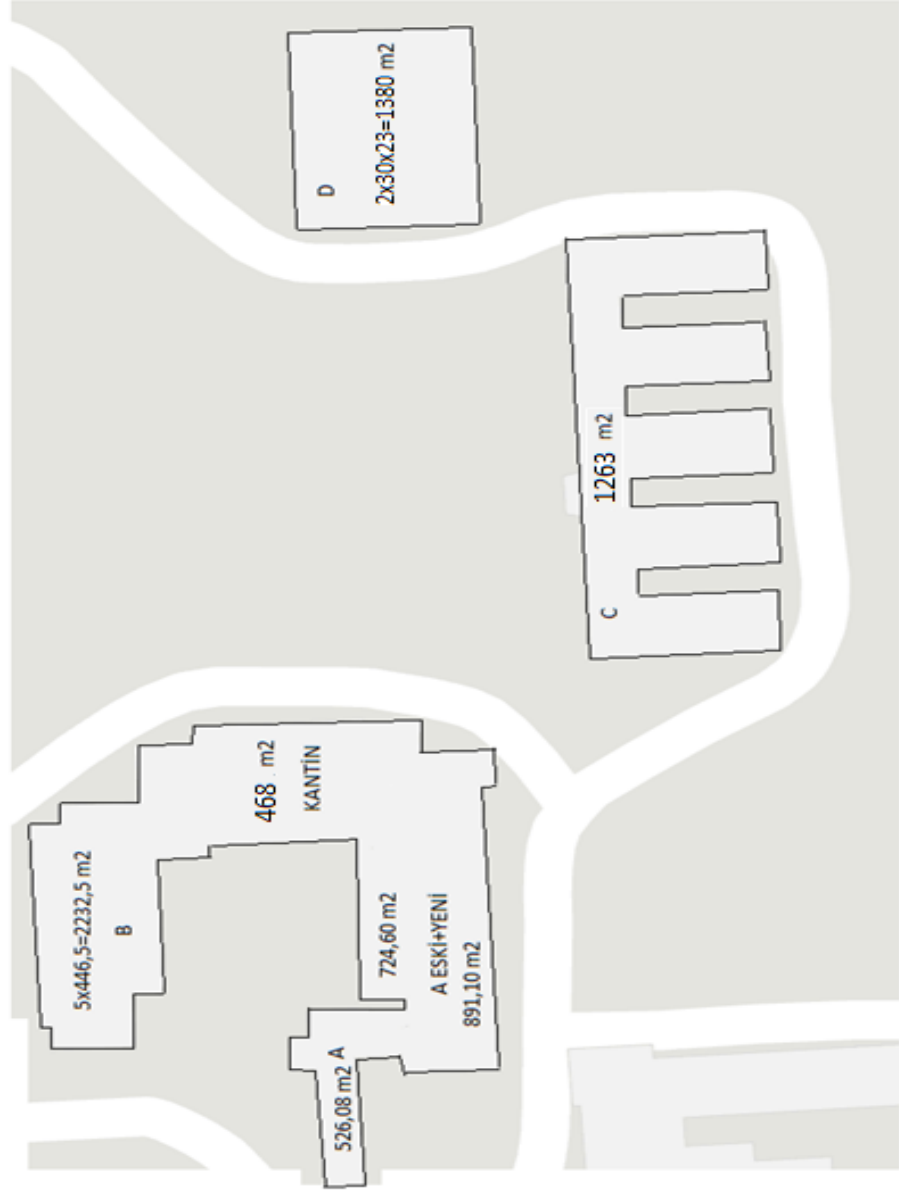 D
2x30x23=1380 m2
1263 m2
C
468 . m2
KANTİN
5x446,5=2232,5 m2
B
724,60 m2
A ESKİ+YENİ
891,10 m2
A
526,08 m2